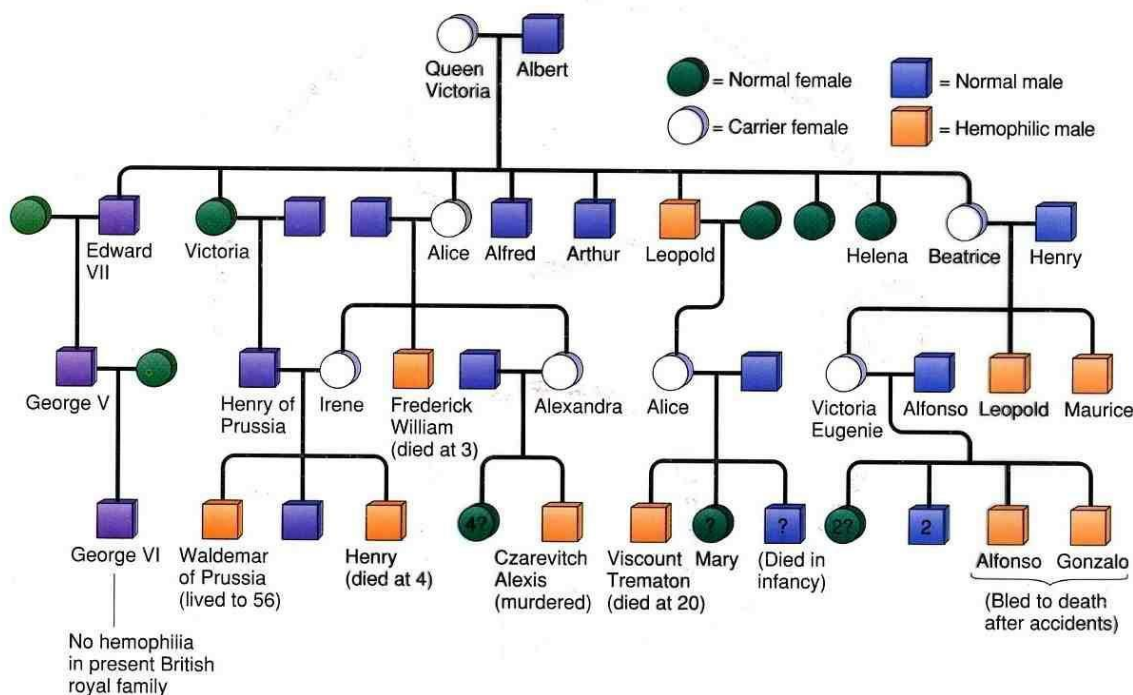 Queen
Victoria
Albert
= Normal female
= Normal male
= Carrier female
= Hemophilic male
Edward
VII
Victoria
Alice
Alfred
Arthur
Leopold
Helena
Beatrice
Henry
George V
Henry of
Prussia
Irene
Frederick
William
(died at 3)
Alexandra
Alice
Victoria
Eugenie
Alfonso
Leopold
Maurice
4?
?
?
2?
2
George VI
Waldemar
of Prussia
(lived to 56)
Henry
(died at 4)
Czarevitch
Alexis
(murdered)
Viscount
Trematon
(died at 20)
Mary
(Died in
infancy)
Alfonso
Gonzalo
(Bled to death
after accidents)
No hemophilia
in present British
royal family